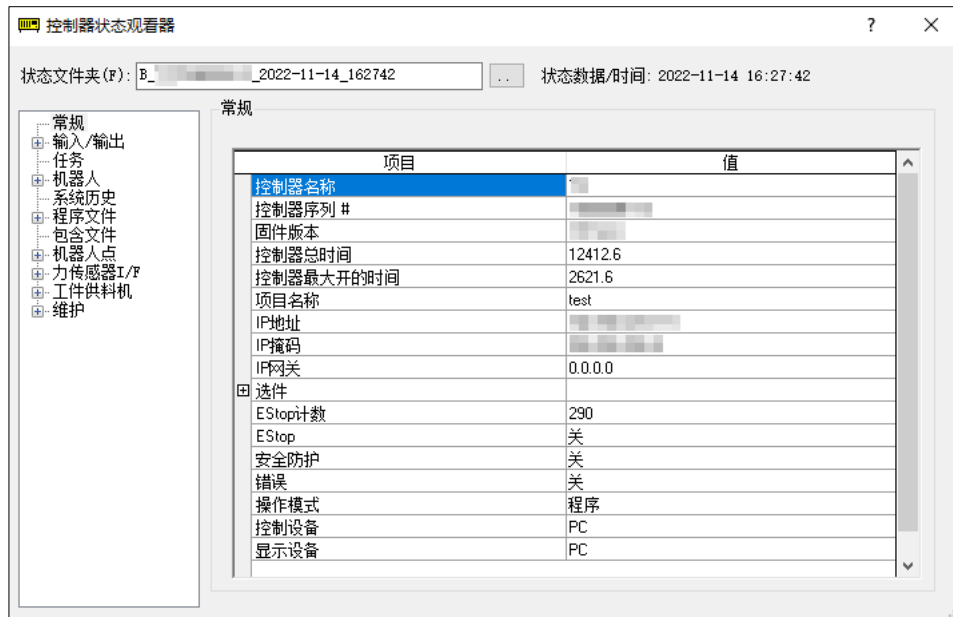 控制器状态观看器 ?
状态文件夹(F): B_ _2022-11-14_162742 .. 状态数据/时间: 2022-11-14 16:27:42
常规
输入/输出
任务
机器人
系统历史
程序文件
包含文件
机器人点
力传感器I/F
工件供料机
维护
常规
项目 值
控制器名称
控制器序列 #
固件版本
控制器总时间 12412.6
控制器最大开的时间 2621.6
项目名称 test
IP地址
IP掩码
IP网关 0.0.0.0
选件
EStop计数 290
EStop 关
安全防护 关
错误 关
操作模式 程序
控制设备 PC
显示设备 PC